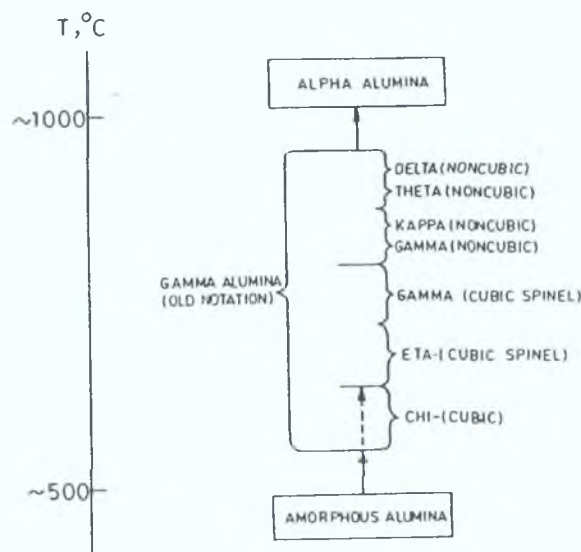 T, °C
ALPHA ALUMINA
~1000
DELTA (NONCUBIC)
THETA (NONCUBIC)
KAPPA (NONCUBIC)
GAMMA (NONCUBIC)
GAMMA ALUMINA
(OLD NOTATION)
GAMMA (CUBIC SPINEL)
ETA-(CUBIC SPINEL)
CHI-(CUBIC)
~500
AMORPHOUS ALUMINA